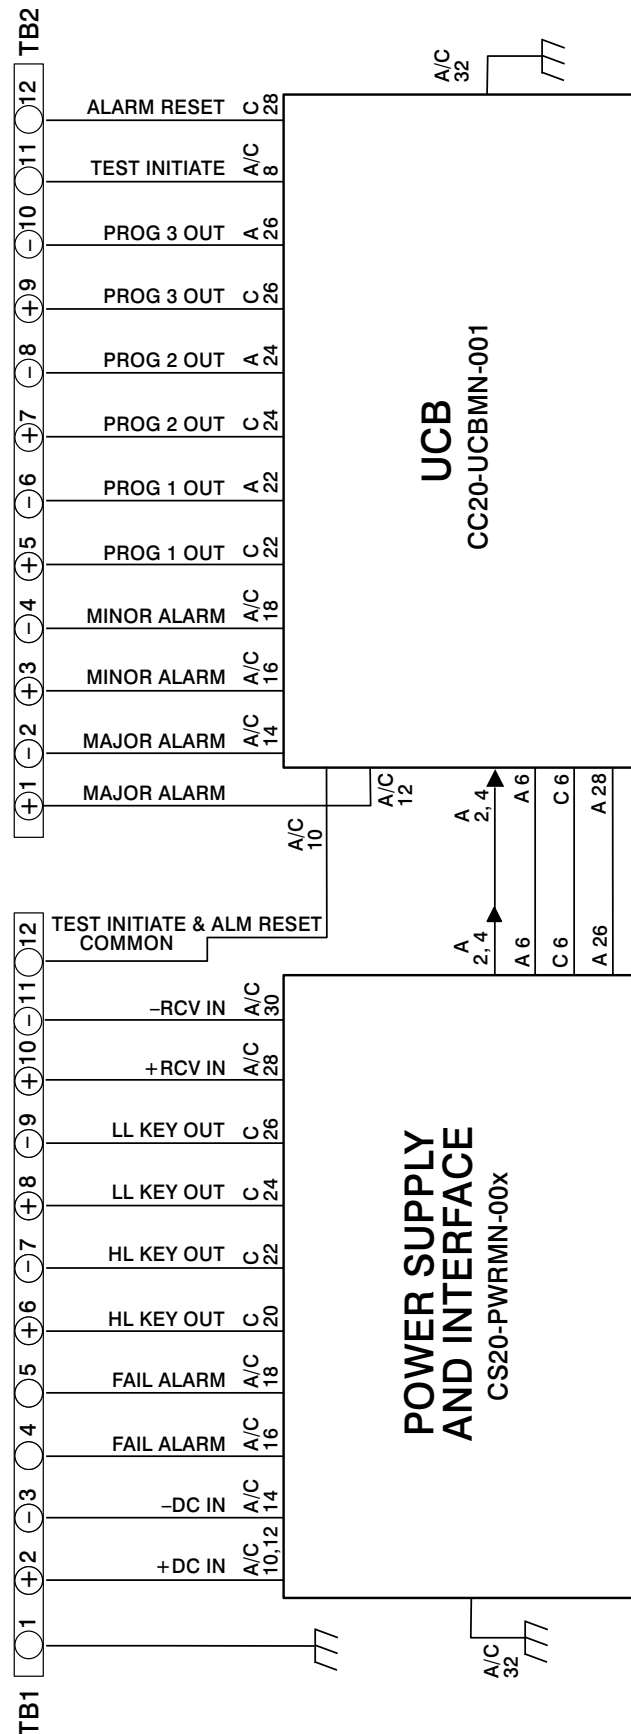 TB2
12
ALARM RESET
C
28
11
TEST INITIATE
A/C
8
10
−
PROG 3 OUT
A
26
9
+
PROG 3 OUT
C
26
8
−
PROG 2 OUT
A
24
7
+
PROG 2 OUT
C
24
6
−
PROG 1 OUT
A
22
5
+
PROG 1 OUT
C
22
4
−
MINOR ALARM
A/C
18
3
+
MINOR ALARM
A/C
16
2
−
MAJOR ALARM
A/C
14
1
+
MAJOR ALARM
A/C
12
A/C
10
A/C
32
UCB
CC20-UCBMN-001
A
2, 4
A 6
C 6
A 28
A
2, 4
A 6
C 6
A 26
12
TEST INITIATE & ALM RESET
COMMON
11
−
−RCV IN
A/C
30
10
+
+RCV IN
A/C
28
9
−
LL KEY OUT
C
26
8
+
LL KEY OUT
C
24
7
−
HL KEY OUT
C
22
6
+
HL KEY OUT
C
20
5
FAIL ALARM
A/C
18
4
FAIL ALARM
A/C
16
3
−
−DC IN
A/C
14
2
+
+DC IN
A/C
10,12
1
TB1
POWER SUPPLY
AND INTERFACE
CS20-PWRMN-00x
A/C
32